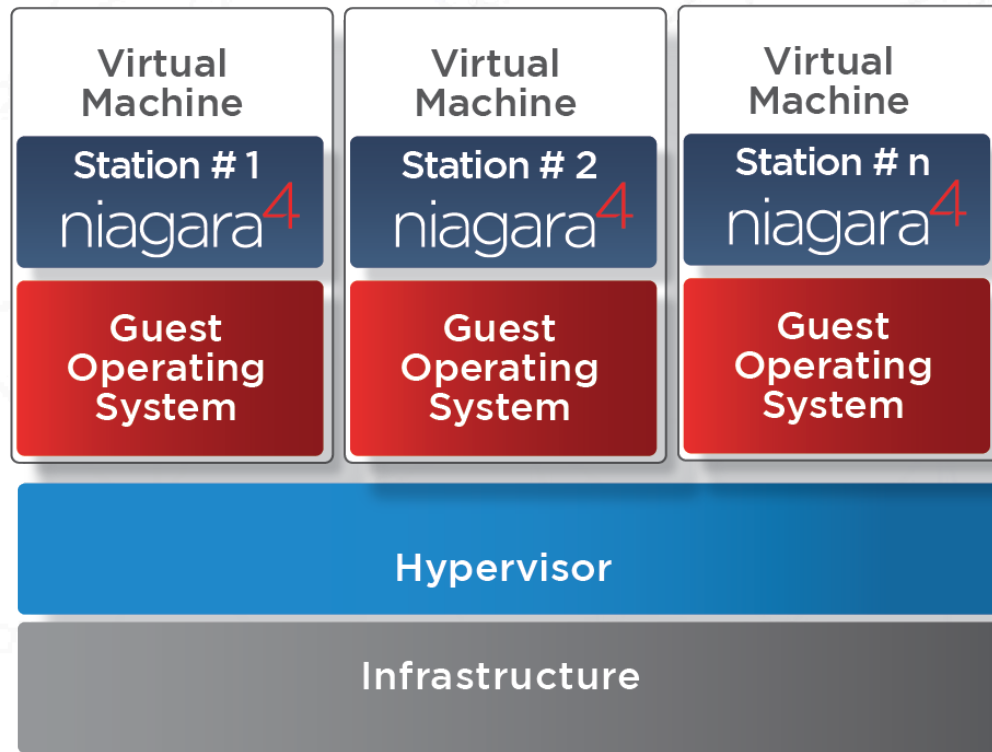 Virtual
Machine
Station # 1
niagara4
Guest
Operating
System
Virtual
Machine
Station # 2
niagara4
Guest
Operating
System
Virtual
Machine
Station # n
niagara4
Guest
Operating
System
Hypervisor
Infrastructure